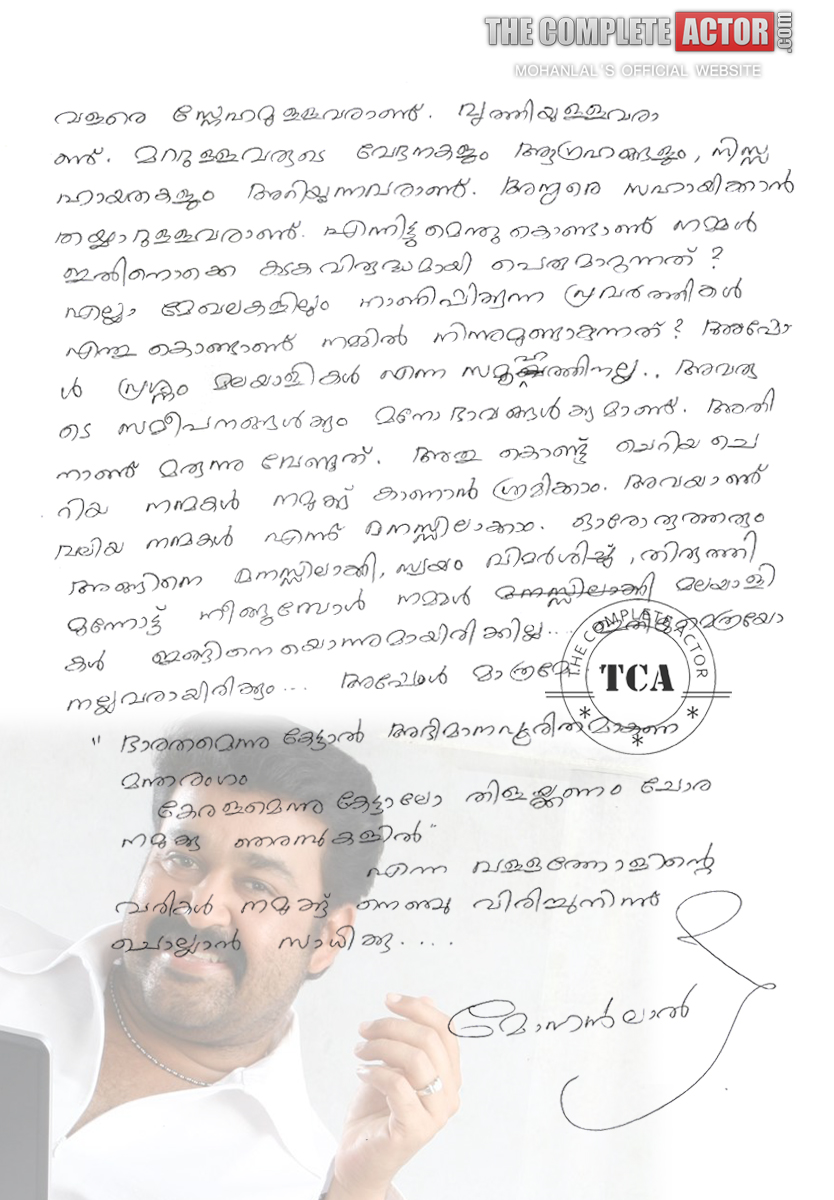 THE COMPLETE ACTOR.com
MOHANLAL'S OFFICIAL WEBSITE
വളരെ സ്നേഹമുള്ളവരാണ്. വൃത്തിയുള്ളവരാ
ണ്. മററുള്ളവരുടെ വേദനകളും ആഗ്രഹങ്ങളും, നിസ്സ
ഹായതകളും അറിയുന്നവരാണ്. അന്യരെ സഹായിക്കാൻ
തയ്യാറുള്ളവരാണ്. എന്നിട്ടുമെന്തുകൊണ്ടാണ് നമ്മൾ
ഇതിനൊക്കെ കടകവിരുദ്ധമായി പെരുമാറുന്നത്?
എല്ലാ മേഖലകളിലും നാണിപ്പിക്കുന്ന പ്രവർത്തികൾ
എന്തുകൊണ്ടാണ് നമ്മിൽ നിന്നുമുണ്ടാകുന്നത്? അപ്പോ
ൾ പ്രശ്നം മലയാളികൾ എന്ന സമൂഹത്തിനല്ല.. അവരു
ടെ സമീപനങ്ങൾക്കും മനോഭാവങ്ങൾക്കുമാണ്. അതി
നാണ് മരുന്നു വേണ്ടത്. അതുകൊണ്ട് ചെറിയ ചെ
റിയ നന്മകൾ നമുക്ക് കാണാൻ ശ്രമിക്കാം. അവയാണ്
വലിയ നന്മകൾ എന്ന് മനസ്സിലാക്കാം. ഓരോരുത്തരും
അങ്ങിനെ മനസ്സിലാക്കി, സ്വയം വിമർശിച്ച്, തിരുത്തി
മുന്നോട്ട് നീങ്ങുമ്പോൾ നമ്മൾ മനസ്സിലാക്കി മലയാളി
കൾ ഇങ്ങിനെയൊന്നുമായിരിക്കില്ല... ഇതിലുമെത്രയോ
നല്ലവരായിരിക്കും... അപ്പോൾ മാത്രമേ
THE COMPLETE ACTOR
TCA
" ഭാരതമെന്നു കേട്ടാൽ അഭിമാനപൂരിതമാകണ
മന്തരംഗം
കേരളമെന്നു കേട്ടാലോ തിളയ്ക്കണം ചോര
നമുക്കു ഞരമ്പുകളിൽ"
എന്ന വള്ളത്തോളിന്റെ
വരികൾ നമുക്ക് നെഞ്ചു വിരിച്ചുനിന്ന്
ചൊല്ലാൻ സാധിക്കൂ....
മോഹൻലാൽ